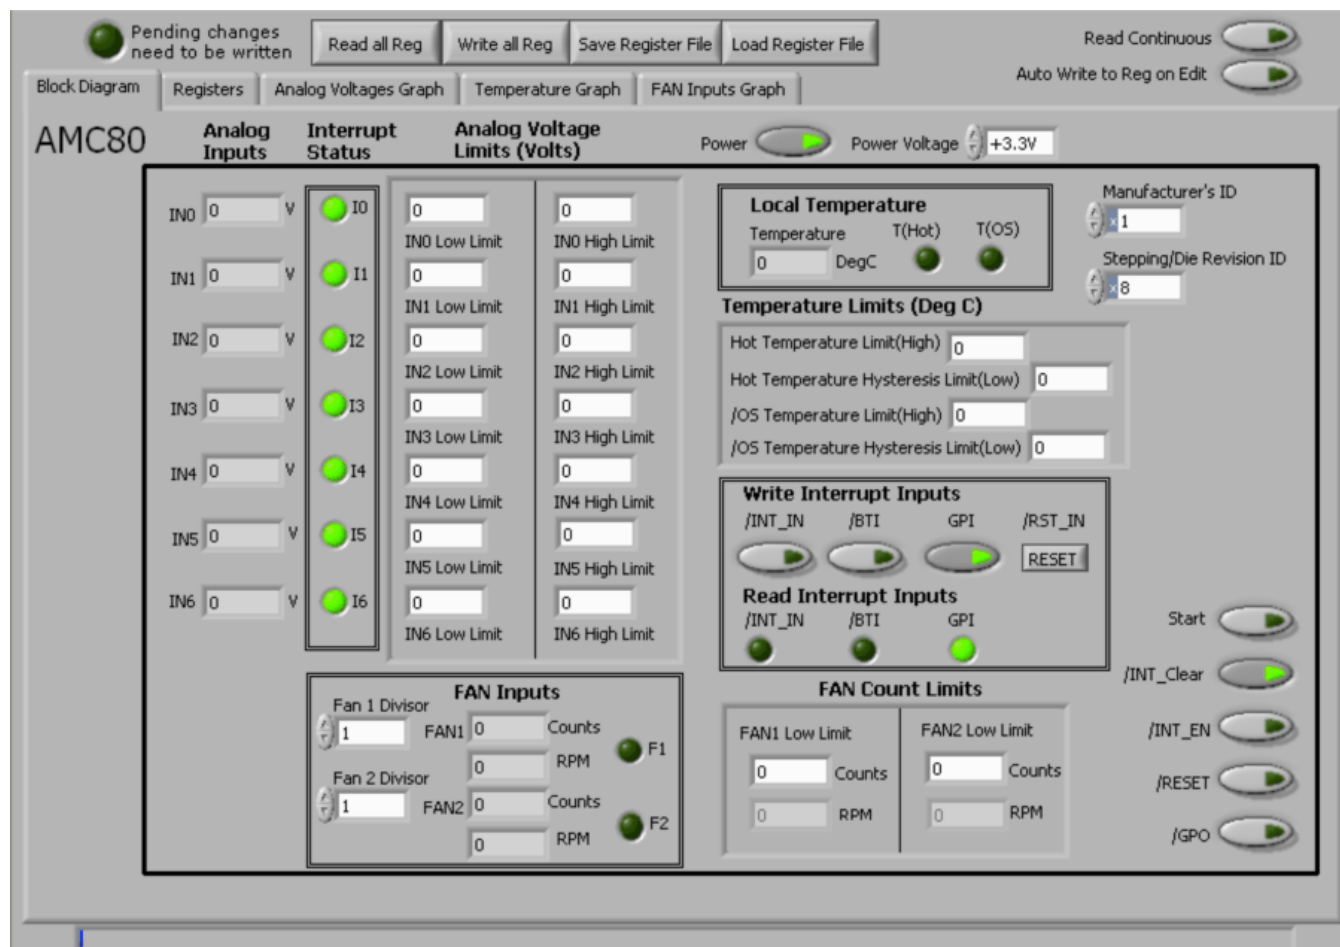 Pending changes
need to be written
Read all Reg
Write all Reg
Save Register File
Load Register File
Read Continuous
Auto Write to Reg on Edit
Block Diagram
Registers
Analog Voltages Graph
Temperature Graph
FAN Inputs Graph
AMC80
Analog
Inputs
Interrupt
Status
Analog Voltage
Limits (Volts)
Power
Power Voltage
+3.3V
IN0 0 V I0 0 0
IN0 Low Limit IN0 High Limit
IN1 0 V I1 0 0
IN1 Low Limit IN1 High Limit
IN2 0 V I2 0 0
IN2 Low Limit IN2 High Limit
IN3 0 V I3 0 0
IN3 Low Limit IN3 High Limit
IN4 0 V I4 0 0
IN4 Low Limit IN4 High Limit
IN5 0 V I5 0 0
IN5 Low Limit IN5 High Limit
IN6 0 V I6 0 0
IN6 Low Limit IN6 High Limit
Local Temperature
Temperature T(Hot) T(OS)
0 DegC
Manufacturer's ID
x1
Stepping/Die Revision ID
x8
Temperature Limits (Deg C)
Hot Temperature Limit(High) 0
Hot Temperature Hysteresis Limit(Low) 0
/OS Temperature Limit(High) 0
/OS Temperature Hysteresis Limit(Low) 0
Write Interrupt Inputs
/INT_IN /BTI GPI /RST_IN
RESET
Read Interrupt Inputs
/INT_IN /BTI GPI
FAN Inputs
Fan 1 Divisor
1
FAN1 0 Counts
0 RPM
F1
Fan 2 Divisor
1
FAN2 0 Counts
0 RPM
F2
FAN Count Limits
FAN1 Low Limit FAN2 Low Limit
0 Counts 0 Counts
0 RPM 0 RPM
Start
/INT_Clear
/INT_EN
/RESET
/GPO